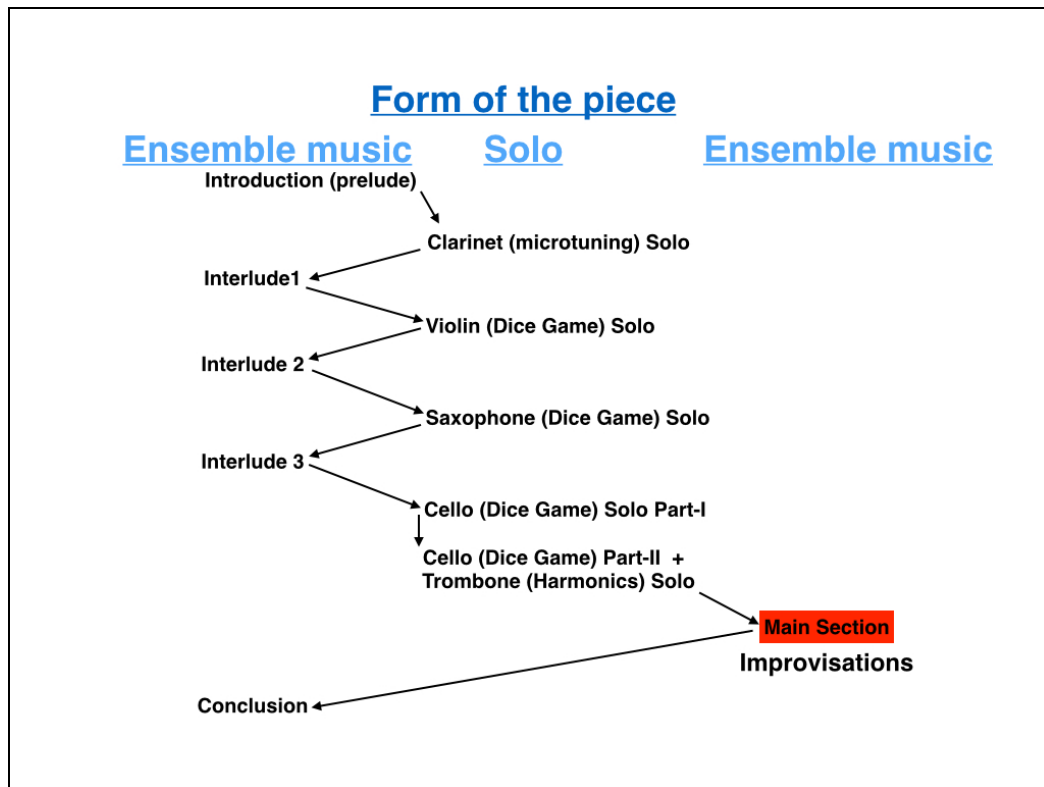 Form of the piece
Ensemble music Solo Ensemble music
Introduction (prelude)
Clarinet (microtuning) Solo
Interlude1
Violin (Dice Game) Solo
Interlude 2
Saxophone (Dice Game) Solo
Interlude 3
Cello (Dice Game) Solo Part-I
Cello (Dice Game) Part-II +
Trombone (Harmonics) Solo
Main Section
Improvisations
Conclusion